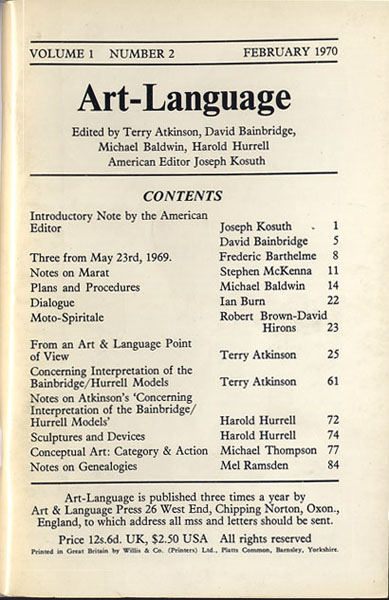 VOLUME 1 NUMBER 2 FEBRUARY 1970
Art-Language
Edited by Terry Atkinson, David Bainbridge,
Michael Baldwin, Harold Hurrell
American Editor Joseph Kosuth
CONTENTS
Introductory Note by the American
Editor Joseph Kosuth 1
David Bainbridge 5
Three from May 23rd, 1969. Frederic Barthelme 8
Notes on Marat Stephen McKenna 11
Plans and Procedures Michael Baldwin 14
Dialogue Ian Burn 22
Moto-Spiritale Robert Brown-David
Hirons 23
From an Art & Language Point
of View Terry Atkinson 25
Concerning Interpretation of the
Bainbridge/Hurrell Models Terry Atkinson 61
Notes on Atkinson's 'Concerning
Interpretation of the Bainbridge/
Hurrell Models' Harold Hurrell 72
Sculptures and Devices Harold Hurrell 74
Conceptual Art: Category & Action Michael Thompson 77
Notes on Genealogies Mel Ramsden 84
Art-Language is published three times a year by
Art & Language Press 26 West End, Chipping Norton, Oxon.,
England, to which address all mss and letters should be sent.
Price 12s.6d. UK, $2.50 USA All rights reserved
Printed in Great Britain by Willis & Co. (Printers) Ltd., Platts Common, Barnsley, Yorkshire.